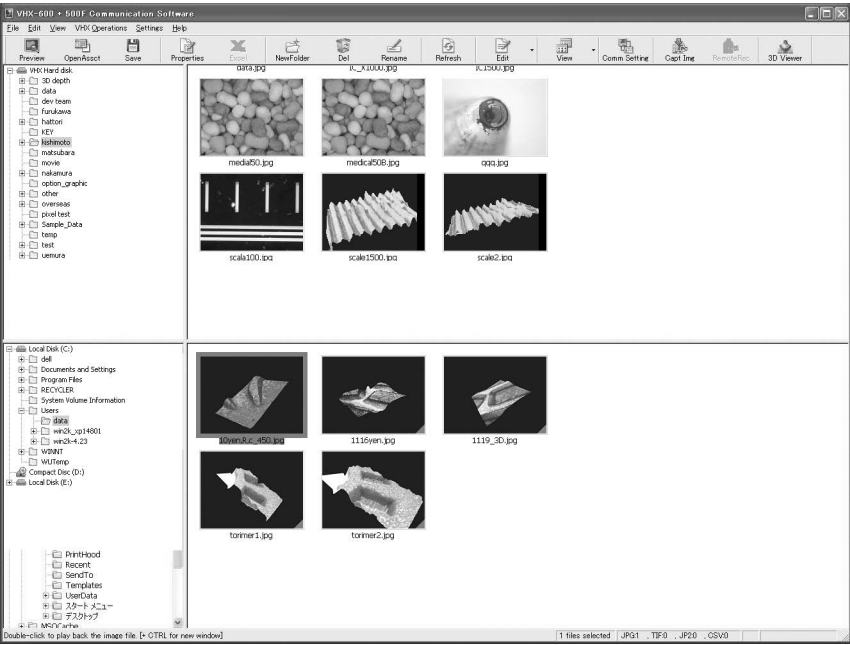 VHX-600 + 500F Communication Software
File Edit View VHX Operations Settings Help
Preview OpenAssct Save Properties Excel NewFolder Del Rename Refresh Edit View Comm Setting Capt Img RemoteRec 3D Viewer
VHX Hard disk
3D depth
data
dev team
furukawa
hattori
KEY
kishimoto
matsubara
movie
nakamura
option_graphic
other
overseas
pixel test
Sample_Data
temp
test
uemura
data.jpg IC_X1000.jpg IC1500.jpg
medial50.jpg medical50B.jpg qqq.jpg
scala100.jpg scale1500.jpg scale2.jpg
Local Disk (C:)
dell
Documents and Settings
Program Files
RECYCLER
System Volume Information
Users
data
win2k_xp14801
win2k-4.23
WINNT
WUTemp
Compact Disc (D:)
Local Disk (E:)
PrintHood
Recent
SendTo
Templates
UserData
スタート メニュー
デスクトップ
MSOCache
10yen.R.c_450.jpg 1116yen.jpg 1119_3D.jpg
torimer1.jpg torimer2.jpg
Double-click to play back the image file. [+ CTRL for new window] 1 files selected JPG:1 , TIF:0 , JP2:0 , CSV:0